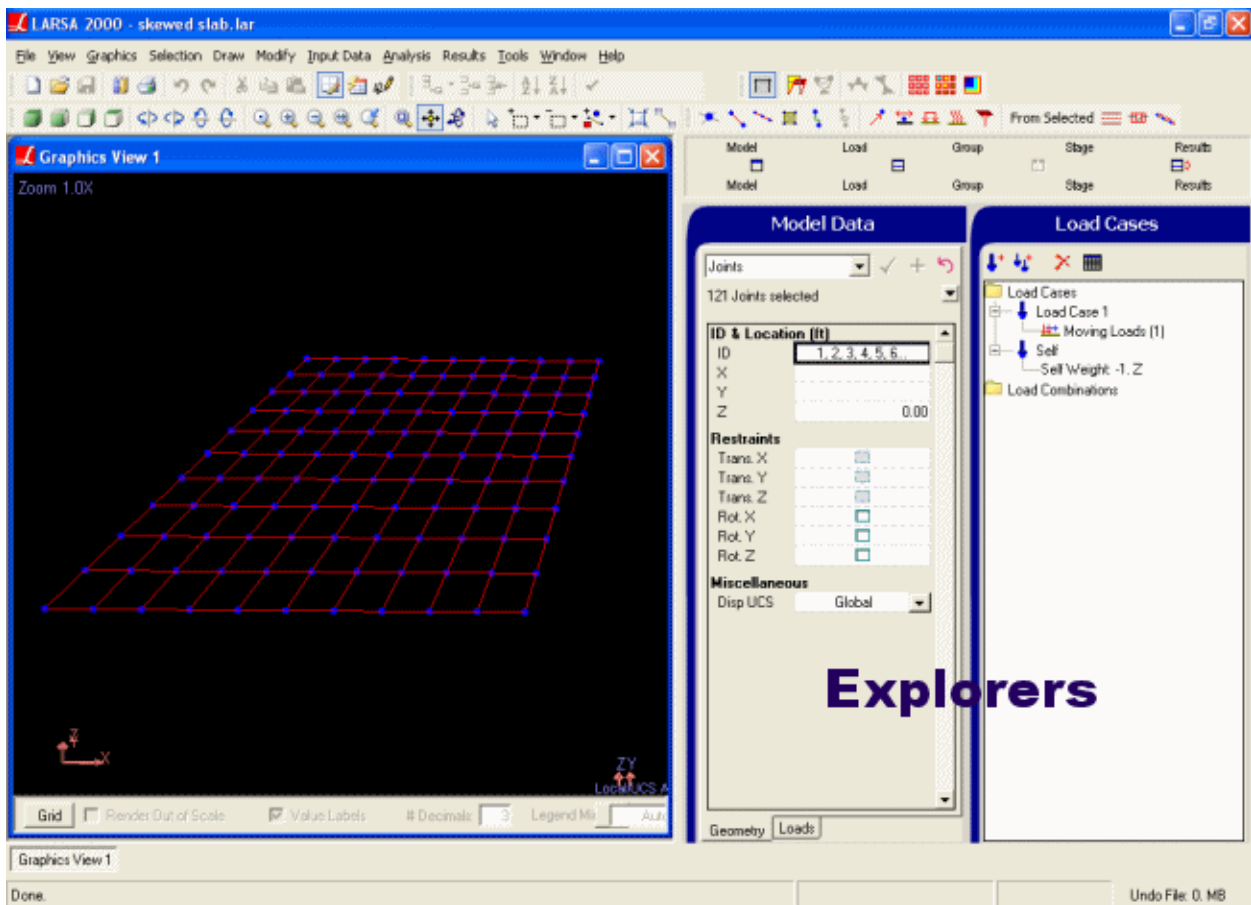 LARSA 2000 - skewed slab.lar
File View Graphics Selection Draw Modify Input Data Analysis Results Tools Window Help
From Selected
Graphics View 1
Zoom 1.0X
Model Load Group Stage Results
Model Load Group Stage Results
Model Data
Joints
121 Joints selected
ID & Location (ft)
ID 1, 2, 3, 4, 5, 6...
X
Y
Z 0.00
Restraints
Trans. X
Trans. Y
Trans. Z
Rot. X
Rot. Y
Rot. Z
Miscellaneous
Disp UCS Global
Geometry Loads
Load Cases
Load Cases
Load Case 1
Moving Loads (1)
Self
Self Weight: -1. Z
Load Combinations
Explorers
Z
X
ZY
Grid Render Out of Scale Value Labels # Decimals: 3
Graphics View 1
Done. Undo File: 0. MB